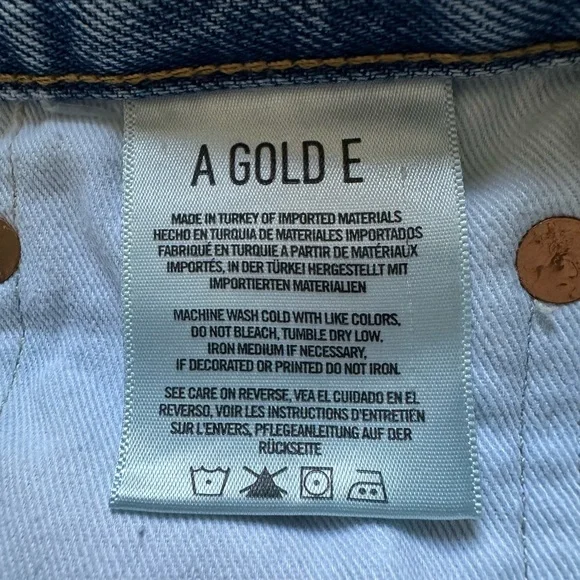 A GOLD E
MADE IN TURKEY OF IMPORTED MATERIALS
HECHO EN TURQUIA DE MATERIALES IMPORTADOS
FABRIQUÉ EN TURQUIE A PARTIR DE MATÉRIAUX
IMPORTÉS, IN DER TÜRKEI HERGESTELLT MIT
IMPORTIERTEN MATERIALIEN
MACHINE WASH COLD WITH LIKE COLORS,
DO NOT BLEACH, TUMBLE DRY LOW,
IRON MEDIUM IF NECESSARY,
IF DECORATED OR PRINTED DO NOT IRON.
SEE CARE ON REVERSE, VEA EL CUIDADO EN EL
REVERSO, VOIR LES INSTRUCTIONS D'ENTRETIEN
SUR L'ENVERS, PFLEGEANLEITUNG AUF DER
RÜCKSEITE